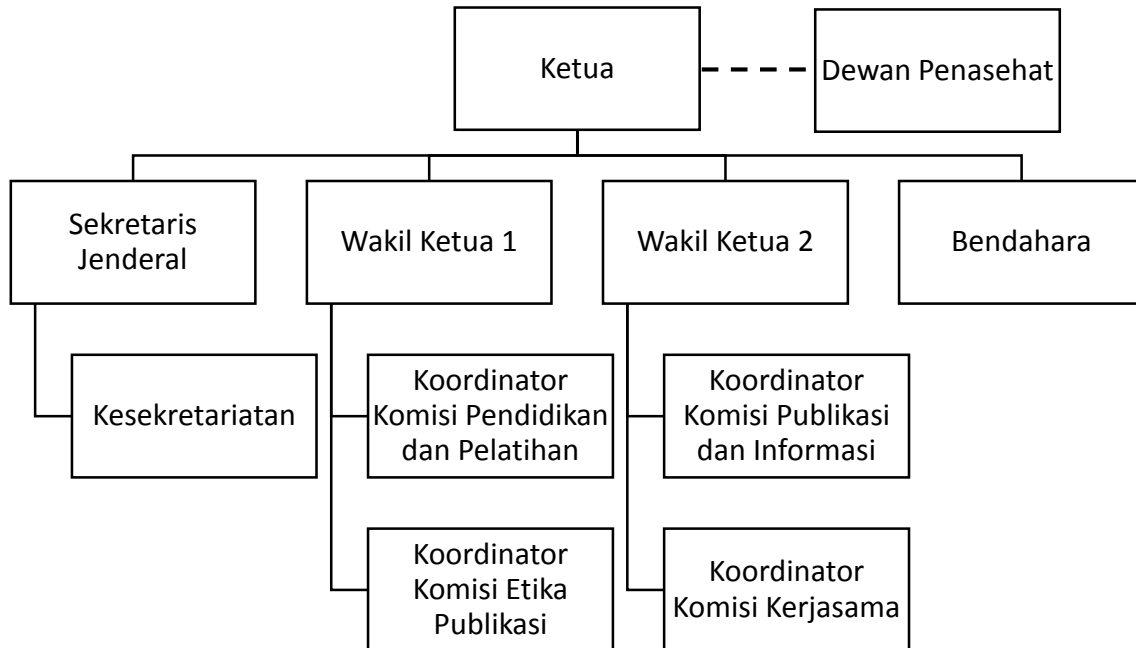 Ketua
Dewan Penasehat
Sekretaris
Jenderal
Wakil Ketua 1
Wakil Ketua 2
Bendahara
Kesekretariatan
Koordinator
Komisi Pendidikan
dan Pelatihan
Koordinator
Komisi Publikasi
dan Informasi
Koordinator
Komisi Etika
Publikasi
Koordinator
Komisi Kerjasama